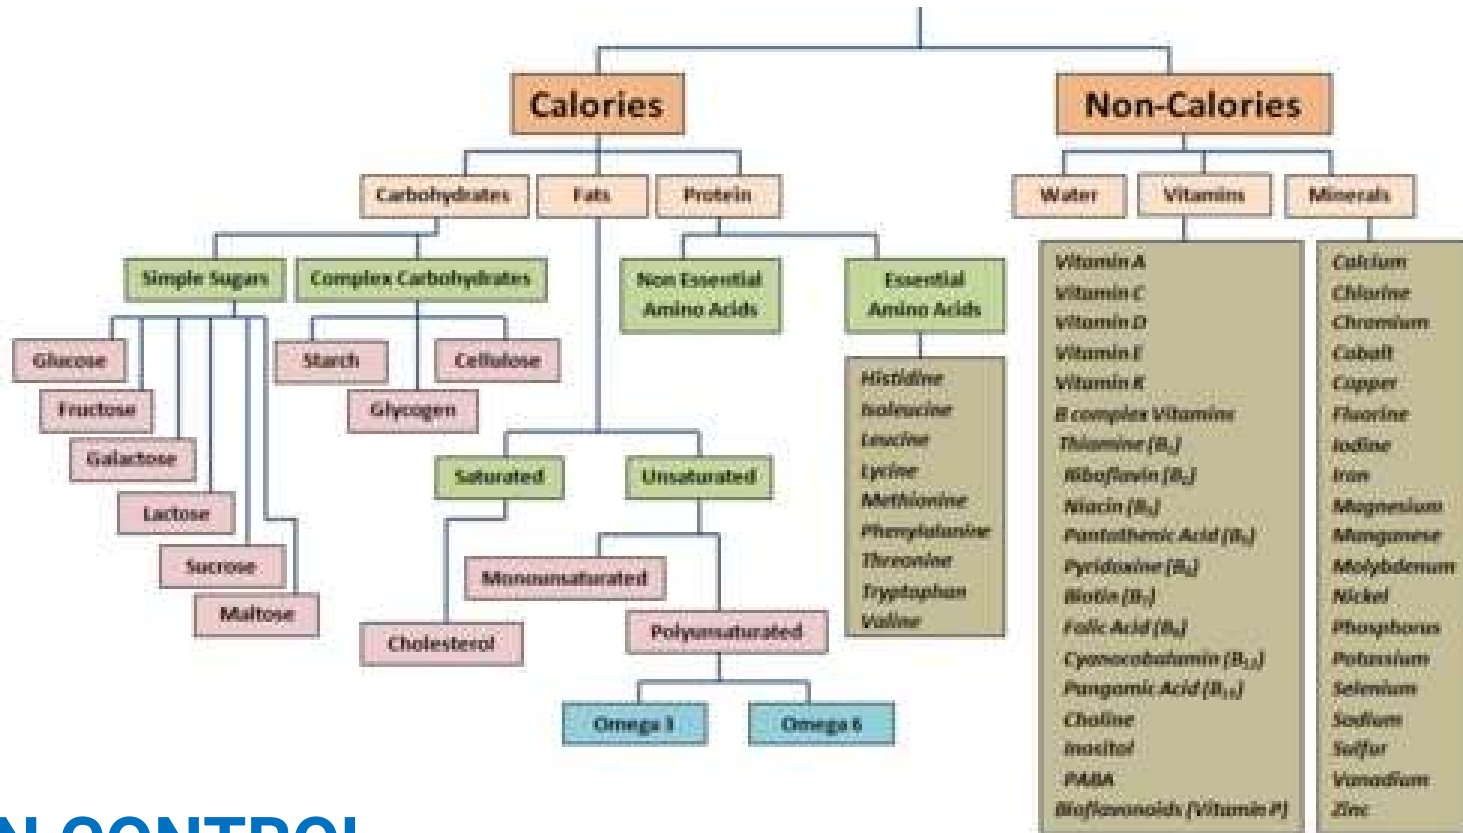 Calories
Non-Calories
Carbohydrates
Fats
Protein
Water
Vitamins
Minerals
Simple Sugars
Complex Carbohydrates
Non Essential
Amino Acids
Essential
Amino Acids
Glucose
Fructose
Galactose
Lactose
Sucrose
Maltose
Starch
Glycogen
Cellulose
Saturated
Unsaturated
Cholesterol
Monounsaturated
Polyunsaturated
Omega 3
Omega 6
Histidine
Isoleucine
Leucine
Lycine
Methionine
Phenylalanine
Threonine
Tryptophan
Valine
Vitamin A
Vitamin C
Vitamin D
Vitamin E
Vitamin K
B complex Vitamins
Thiamine (B₁)
Riboflavin (B₂)
Niacin (B₃)
Pantothenic Acid (B₅)
Pyridoxine (B₆)
Biotin (B₇)
Folic Acid (B₉)
Cyanocobalamin (B₁₂)
Pangamic Acid (B₁₅)
Choline
Inositol
PABA
Bioflavonoids (Vitamin P)
Calcium
Chlorine
Chromium
Cobalt
Copper
Fluorine
Iodine
Iron
Magnesium
Manganese
Molybdenum
Nickel
Phosphorus
Potassium
Selenium
Sodium
Sulfur
Vanadium
Zinc
N CONTROL